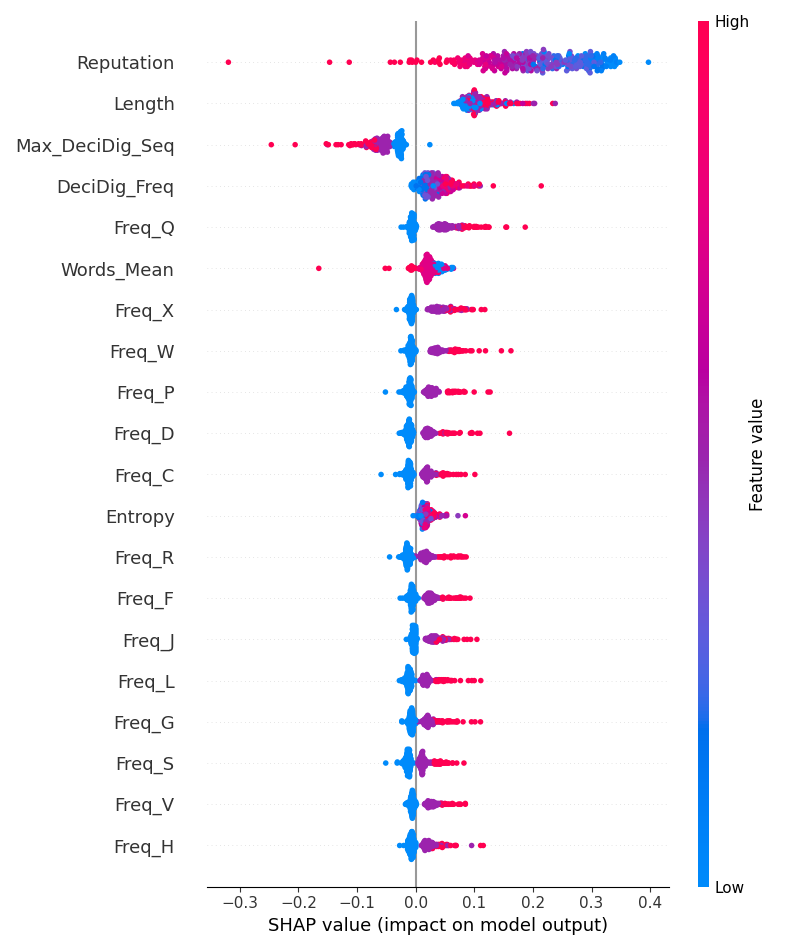 High
Reputation
Length
Max_DeciDig_Seq
DeciDig_Freq
Freq_Q
Words_Mean
Freq_X
Freq_W
Freq_P
Freq_D
Freq_C
Entropy
Freq_R
Freq_F
Freq_J
Freq_L
Freq_G
Freq_S
Freq_V
Freq_H
Feature value
Low
−0.3 −0.2 −0.1 0.0 0.1 0.2 0.3 0.4
SHAP value (impact on model output)